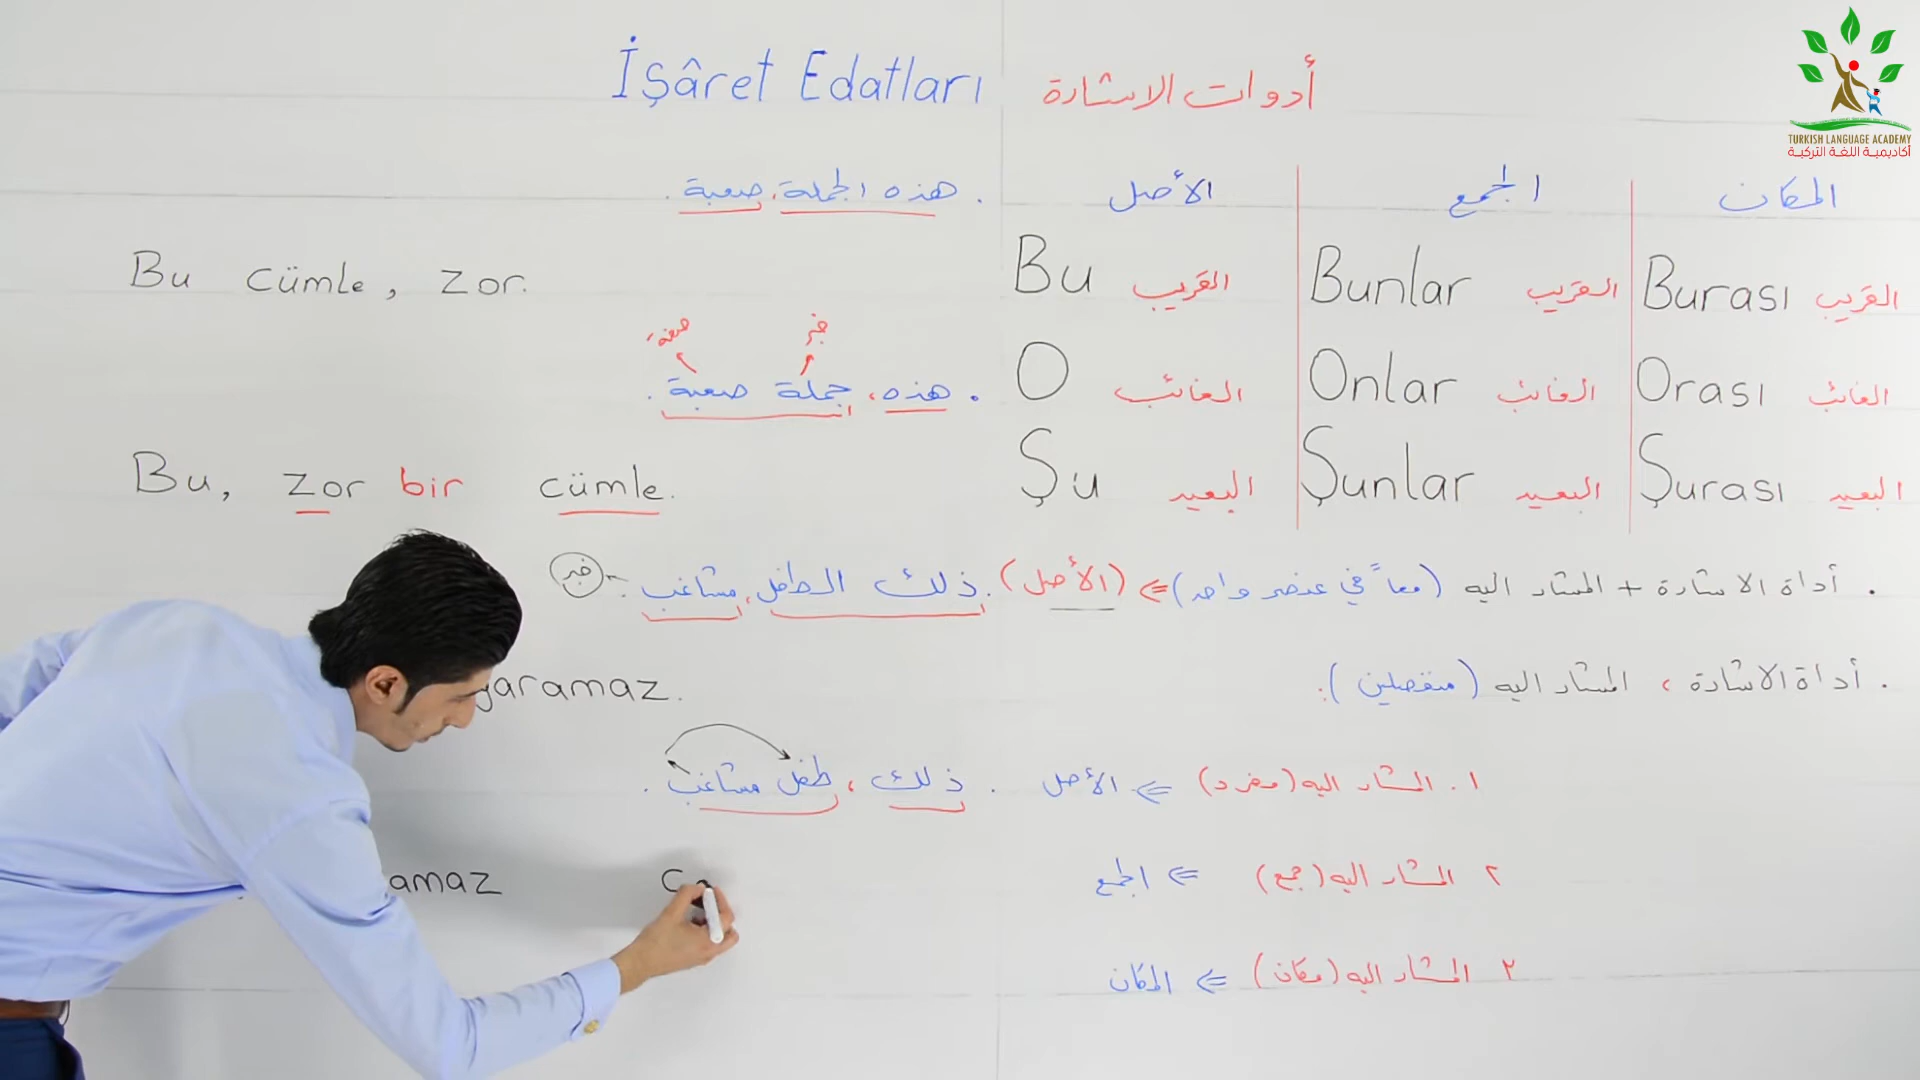 İşâret Edatları أدوات الاشارة
TURKISH LANGUAGE ACADEMY
أكاديمية اللغة التركية
المكان الجمع الأصل
. هذه الجملة، صعبة .
Bu cümle, zor.
Bu القريب Bunlar القريب Burası القريب
صفة خبر
O الغائب Onlar الغائب Orası الغائب
. هذه، جملة صعبة .
Bu, zor bir cümle.
Şu البعيد Şunlar البعيد Şurası البعيد
. أداة الاشارة + المشار اليه (معاً في عنصر واحد) => (الأصل)
. ذلك الطفل، مشاغب . خبر
. أداة الاشارة ، المشار اليه (منفصلين):
yaramaz.
١. المشار اليه (مفرد) => الأصل
. ذلك ، طفل مشاغب .
٢ المشار اليه (جمع) => الجمع
amaz
٣ المشار اليه (مكان) => المكان